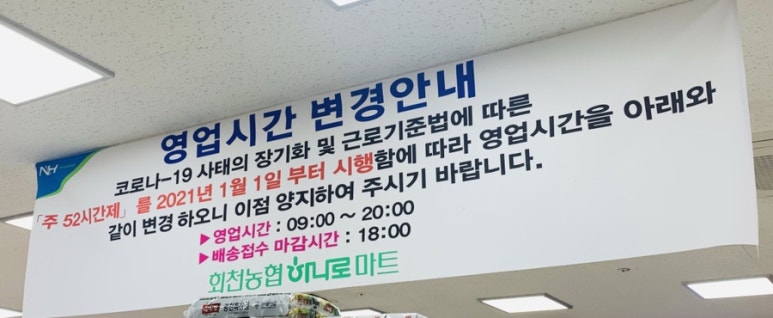 NH
영업시간 변경안내
코로나-19 사태의 장기화 및 근로기준법에 따른
「주 52시간제」를 2021년 1월 1일 부터 시행함에 따라 영업시간을 아래와
같이 변경 하오니 이점 양지하여 주시기 바랍니다.
▶영업시간 : 09:00 ~ 20:00
▶배송접수 마감시간 : 18:00
회천농협 하나로마트